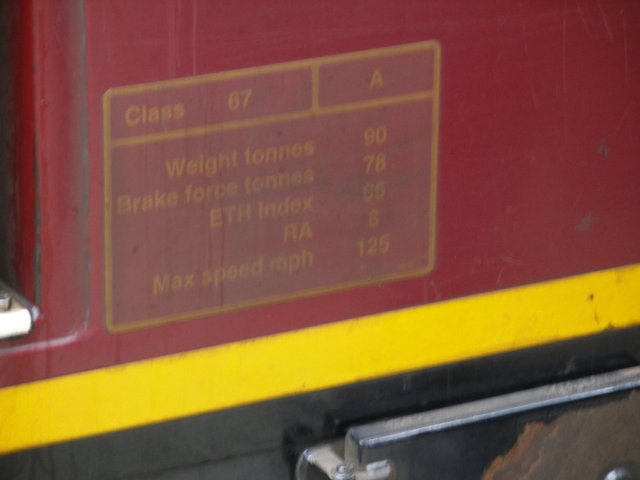 Class 67 A
Weight tonnes 90
Brake force tonnes 78
ETH Index 66
RA 8
Max speed mph 125